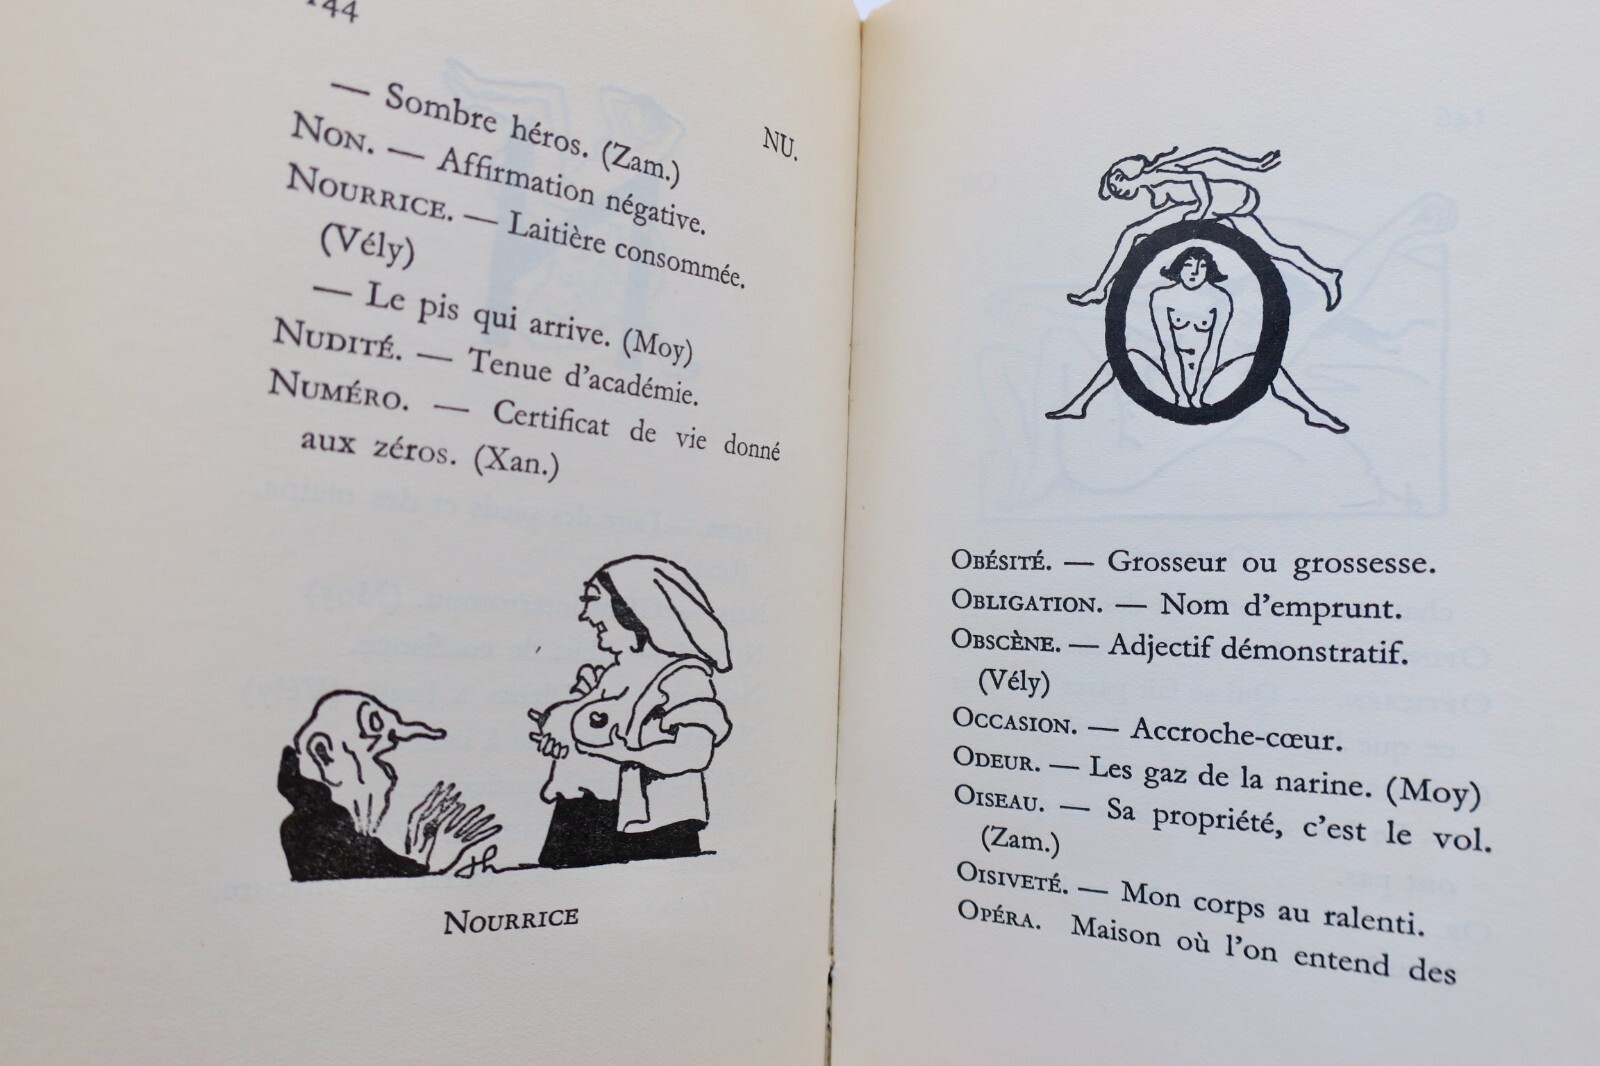 144
NU.
— Sombre héros. (Zam.)
NON. — Affirmation négative.
NOURRICE. — Laitière consommée.
(Vély)
— Le pis qui arrive. (Moy)
NUDITÉ. — Tenue d'académie.
NUMÉRO. — Certificat de vie donné
aux zéros. (Xan.)
NOURRICE
OBÉSITÉ. — Grosseur ou grossesse.
OBLIGATION. — Nom d'emprunt.
OBSCÈNE. — Adjectif démonstratif.
(Vély)
OCCASION. — Accroche-cœur.
ODEUR. — Les gaz de la narine. (Moy)
OISEAU. — Sa propriété, c'est le vol.
(Zam.)
OISIVETÉ. — Mon corps au ralenti.
OPÉRA. Maison où l'on entend des